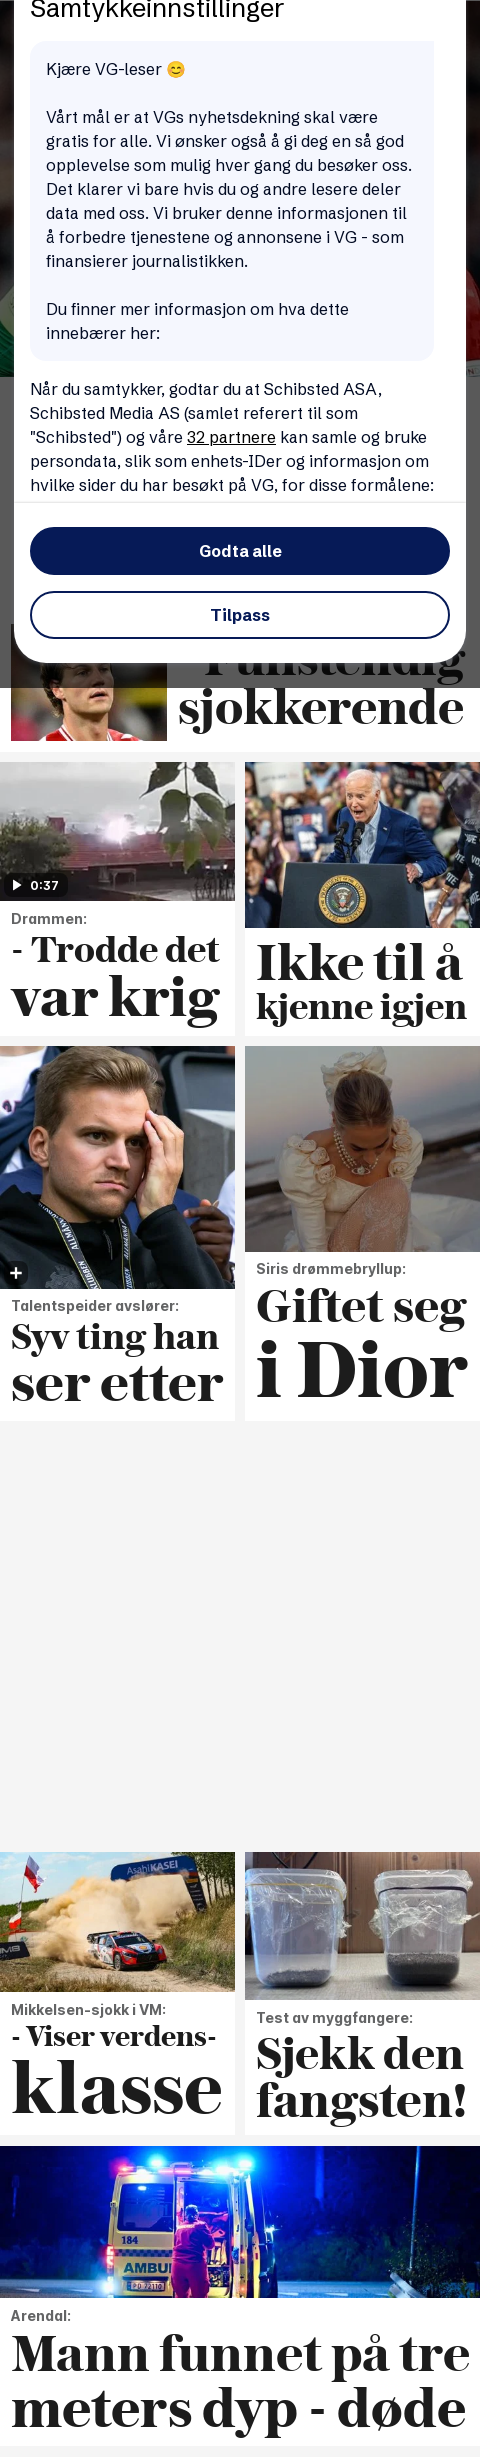 Samtykkeinnstillinger
Kjære VG-leser 😊
Vårt mål er at VGs nyhetsdekning skal være
gratis for alle. Vi ønsker også å gi deg en så god
opplevelse som mulig hver gang du besøker oss.
Det klarer vi bare hvis du og andre lesere deler
data med oss. Vi bruker denne informasjonen til
å forbedre tjenestene og annonsene i VG - som
finansierer journalistikken.
Du finner mer informasjon om hva dette
innebærer her:
Når du samtykker, godtar du at Schibsted ASA,
Schibsted Media AS (samlet referert til som
"Schibsted") og våre 32 partnere kan samle og bruke
persondata, slik som enhets-IDer og informasjon om
hvilke sider du har besøkt på VG, for disse formålene:
Godta alle
Tilpass
sjokkerende
0:37
Drammen:
- Trodde det
var krig
Ikke til å
kjenne igjen
Talentspeider avslører:
Syv ting han
ser etter
Siris drømmebryllup:
Giftet seg
i Dior
Asahi KASEI
Mikkelsen-sjokk i VM:
- Viser verdens-
klasse
Test av myggfangere:
Sjekk den
fangsten!
184
AMBU
Arendal:
Mann funnet på tre
meters dyp - døde